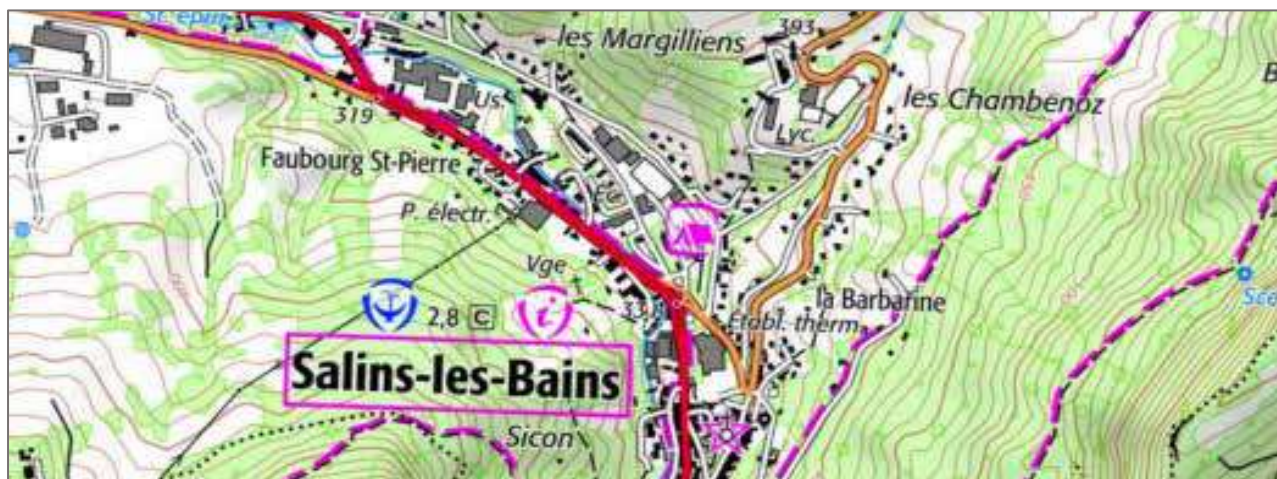 393
les Margilliens
B
Us.
les Chambenoz
319
Lyc.
Faubourg St-Pierre
P. électr.
Vge
la Barbarine
Sce
2,8 C i
Établ. therm.
Salins-les-Bains
Sicon